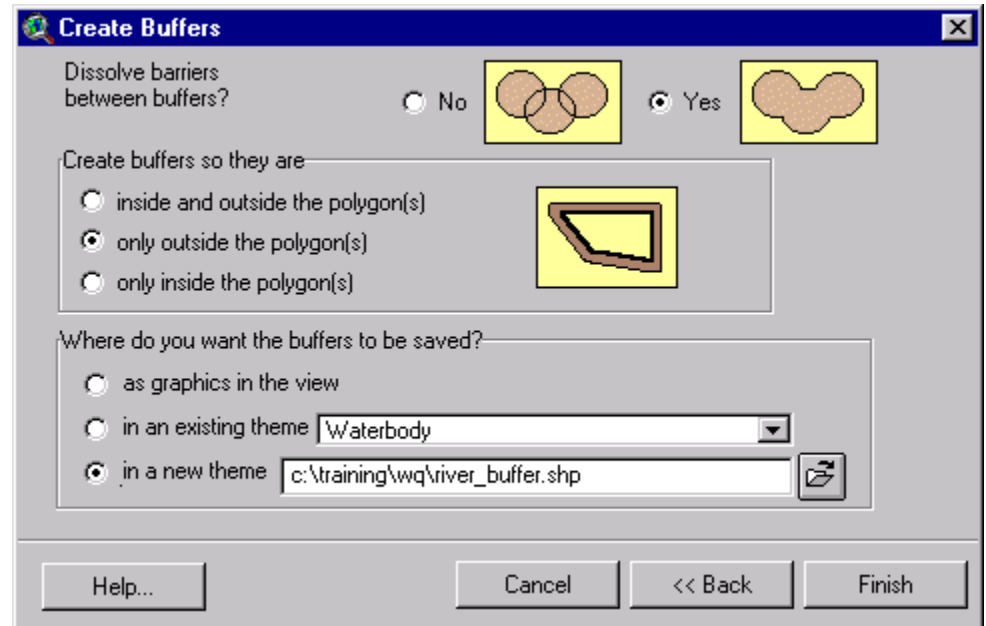 Create Buffers
Dissolve barriers
between buffers?
No
Yes
Create buffers so they are
inside and outside the polygon(s)
only outside the polygon(s)
only inside the polygon(s)
Where do you want the buffers to be saved?
as graphics in the view
in an existing theme Waterbody
in a new theme c:\training\wq\river_buffer.shp
Help... Cancel << Back Finish